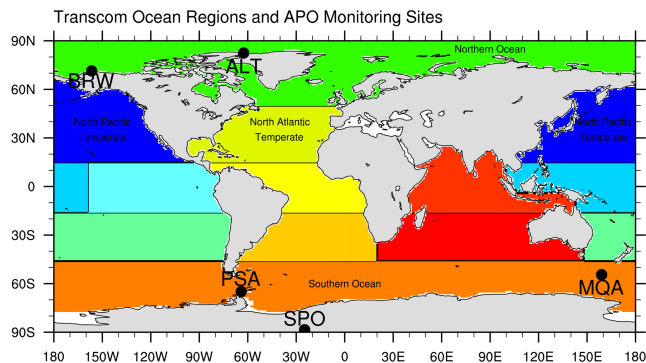 Transcom Ocean Regions and APO Monitoring Sites
90N
60N
30N
0
30S
60S
90S
Northern Ocean
BRW
ALT
North Pacific
Temperate
North Atlantic
Temperate
North Pacific
Temperate
Southern Ocean
PSA
MQA
SPO
180 150W 120W 90W 60W 30W 0 30E 60E 90E 120E 150E 180